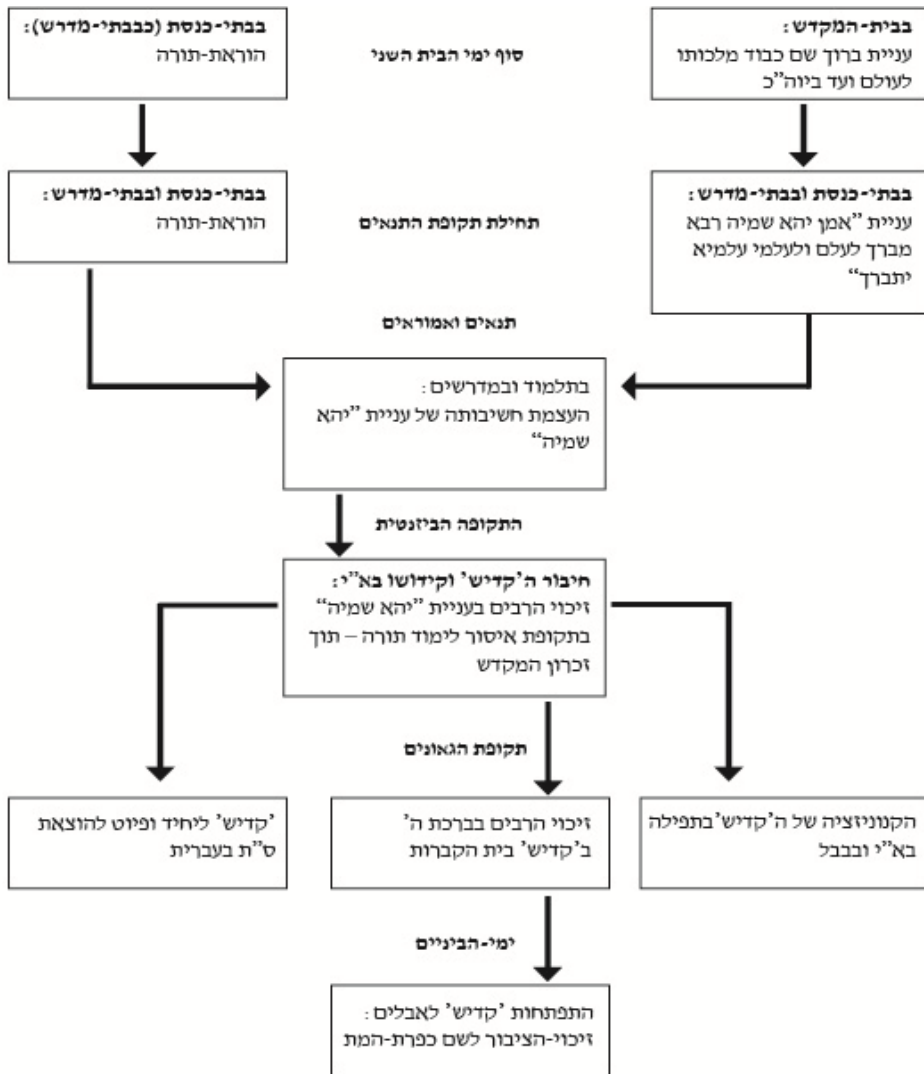 בבית-המקדש:
עניית ברוך שם כבוד מלכותו
לעולם ועד ביוה"כ
סוף ימי הבית השני
בבתי-כנסת (כבבתי-מדרש):
הוראת-תורה
בבתי-כנסת ובבתי-מדרש:
עניית "אמן יהא שמיה רבא
מברך לעלם ולעלמי עלמיא
יתברך"
תחילת תקופת התנאים
בבתי-כנסת ובבתי-מדרש:
הוראת-תורה
תנאים ואמוראים
בתלמוד ובמדרשים:
העצמת חשיבותה של עניית "יהא
שמיה"
התקופה הביזנטית
חיבור ה'קדיש' וקידושו בא"י:
זיכוי הרבים בעניית "יהא שמיה"
בתקופת איסור לימוד תורה – תוך
זכרון המקדש
תקופת הגאונים
הקנוניזציה של ה'קדיש' בתפילה
בא"י ובבבל
זיכוי הרבים בברכת ה'
ב'קדיש' בית הקברות
'קדיש' ליחיד ופיוט להוצאת
ס"ת בעברית
ימי-הביניים
התפתחות 'קדיש' לאבלים:
זיכוי-הציבור לשם כפרת-המת